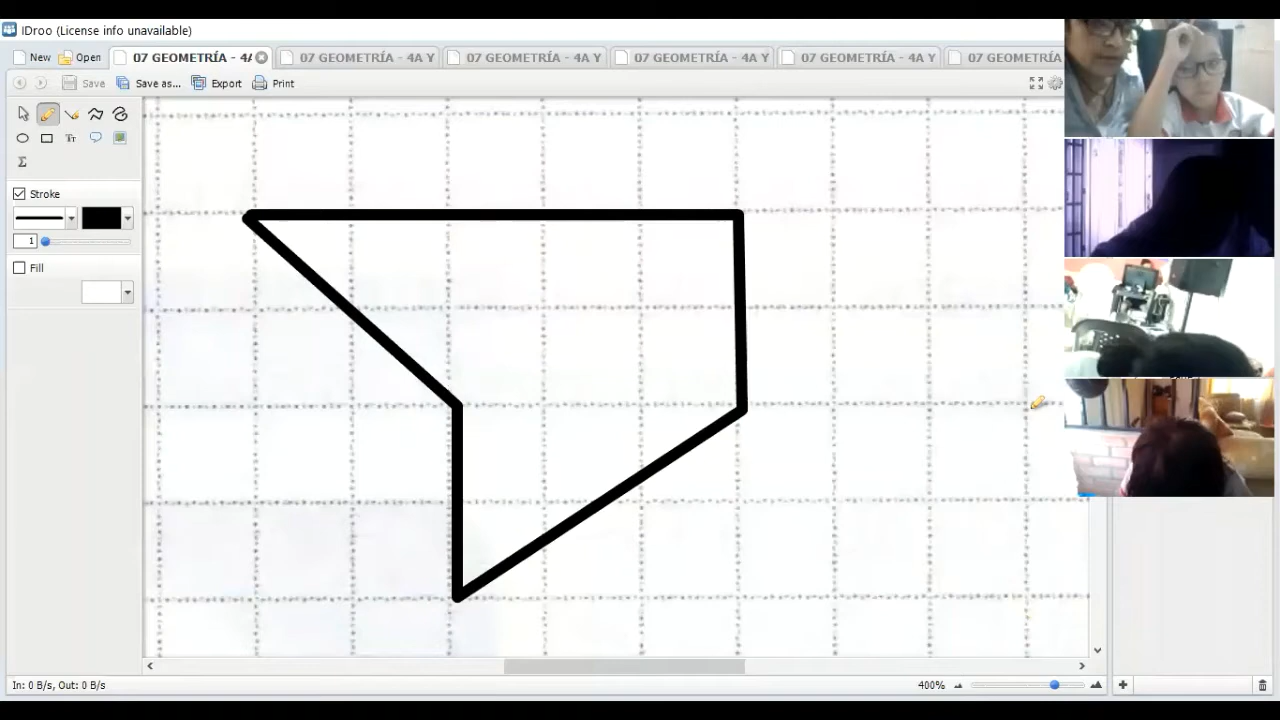 IDroo (License info unavailable)
New Open 07 GEOMETRÍA - 4A 07 GEOMETRÍA - 4A Y 07 GEOMETRÍA - 4A Y 07 GEOMETRÍA - 4A Y 07 GEOMETRÍA - 4A Y 07 GEOMETRÍA
Save Save as... Export Print
Tr
Σ
Stroke
1
Fill
In: 0 B/s, Out: 0 B/s 400%